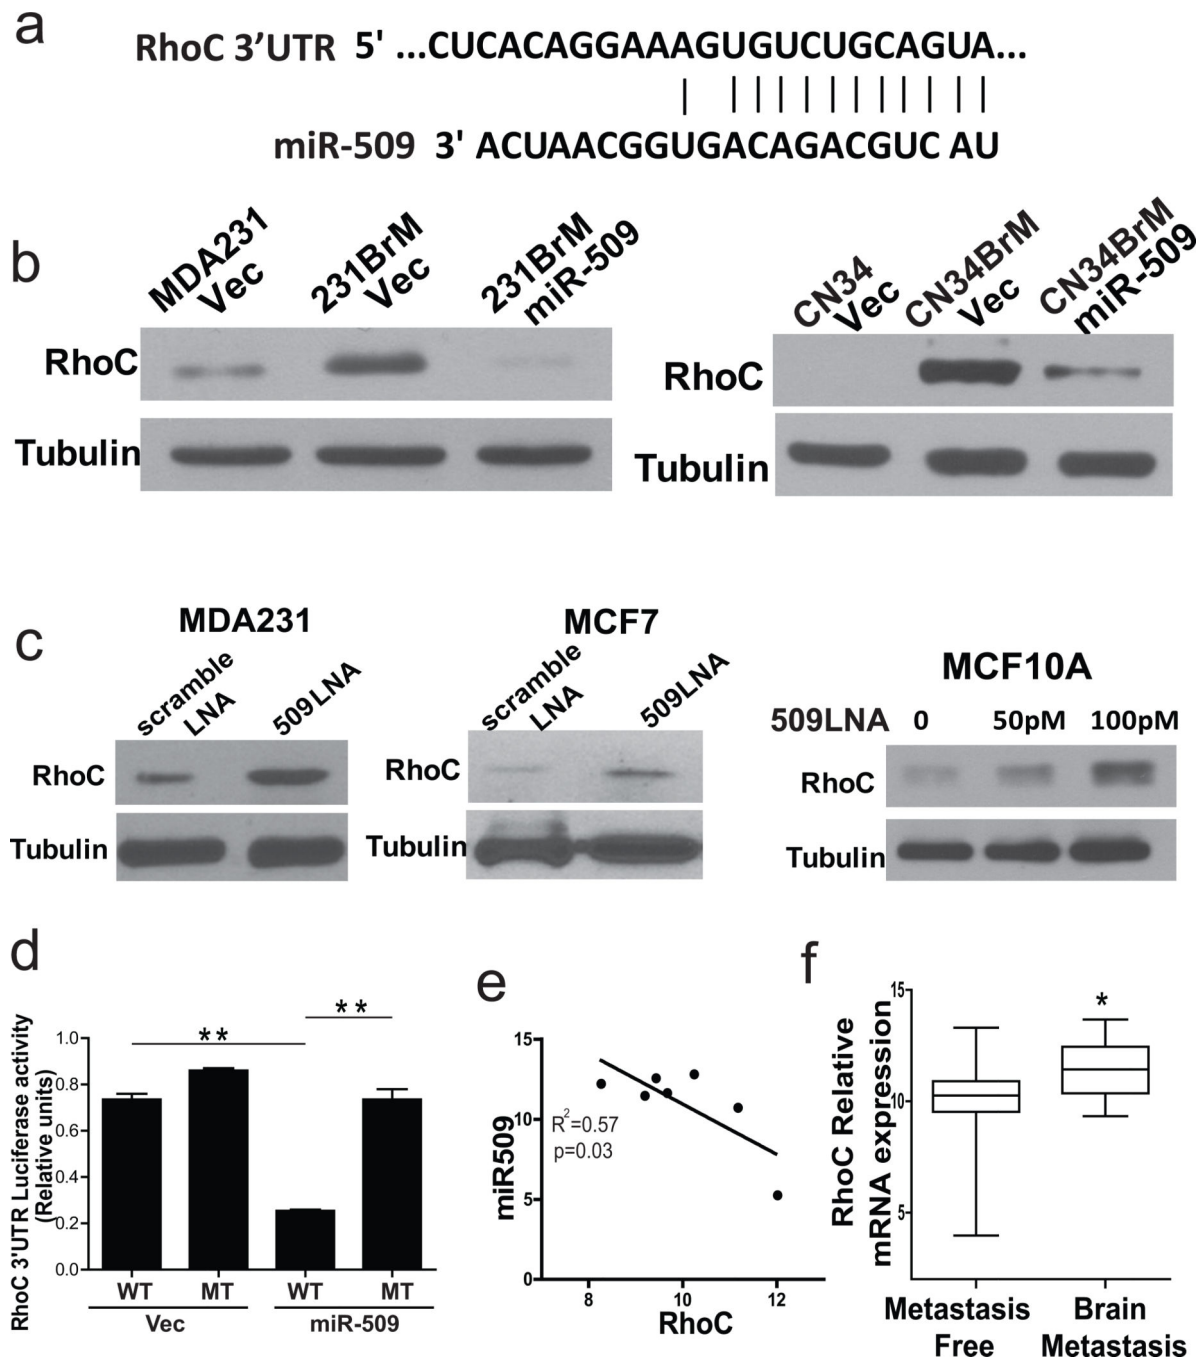 a
RhoC 3’UTR 5' ...CUCACAGGAAAGUGUCUGCAGUA...
miR-509 3' ACUAACGGUGACAGACGUC AU
b
MDA231 Vec
231BrM Vec
231BrM miR-509
CN34 Vec
CN34BrM Vec
CN34BrM miR-509
RhoC
RhoC
Tubulin
Tubulin
c
MDA231
MCF7
MCF10A
scramble LNA
509LNA
scramble LNA
509LNA
509LNA 0 50pM 100pM
RhoC
RhoC
RhoC
Tubulin
Tubulin
Tubulin
d
RhoC 3'UTR Luciferase activity
(Relative units)
1.0
0.8
0.6
0.4
0.2
0.0
**
**
WT MT WT MT
Vec miR-509
e
miR509
15
10
5
0
R2=0.57
p=0.03
8 10 12
RhoC
f
RhoC Relative
mRNA expression
15
10
5
*
Metastasis Free
Brain Metastasis